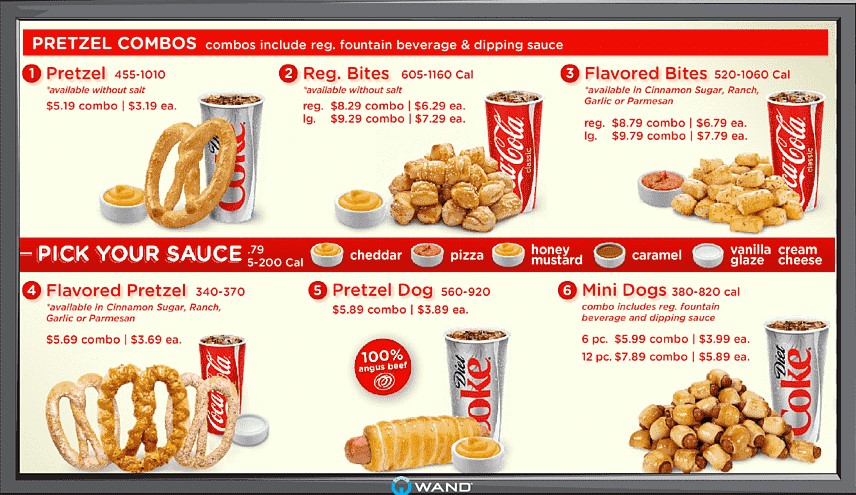 PRETZEL COMBOS combos include reg. fountain beverage & dipping sauce
1 Pretzel 455-1010
*available without salt
$5.19 combo | $3.19 ea.
Coke
2 Reg. Bites 605-1160 Cal
*available without salt
reg. $8.29 combo | $6.29 ea.
lg. $9.29 combo | $7.29 ea.
Coca-Cola
3 Flavored Bites 520-1060 Cal
*available in Cinnamon Sugar, Ranch,
Garlic or Parmesan
reg. $8.79 combo | $6.79 ea.
lg. $9.79 combo | $7.79 ea.
Coca-Cola
classic
PICK YOUR SAUCE .79
5-200 Cal
cheddar
pizza
honey
mustard
caramel
vanilla
glaze
cream
cheese
4 Flavored Pretzel 340-370
*available in Cinnamon Sugar, Ranch,
Garlic or Parmesan
$5.69 combo | $3.69 ea.
Coca-Cola
5 Pretzel Dog 560-920
$5.89 combo | $3.89 ea.
100%
angus beef
Diet
Coke
6 Mini Dogs 380-820 cal
combo includes reg. fountain
beverage and dipping sauce
6 pc. $5.99 combo | $3.99 ea.
12 pc. $7.89 combo | $5.89 ea.
Diet
Coke
WAND